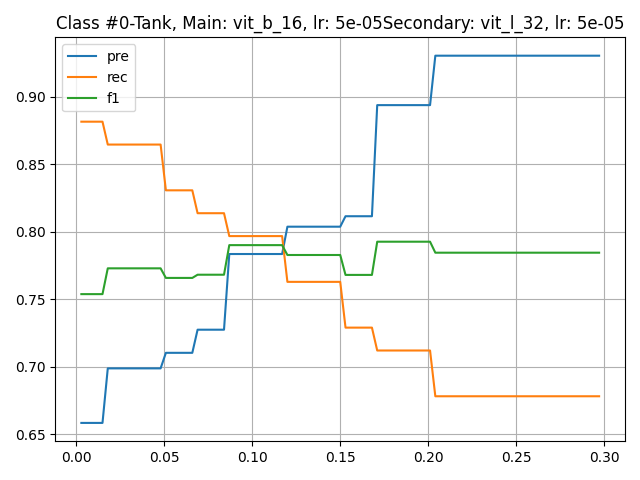 Class #0-Tank, Main: vit_b_16, lr: 5e-05Secondary: vit_l_32, lr: 5e-05
pre
rec
f1
0.90
0.85
0.80
0.75
0.70
0.65
0.00 0.05 0.10 0.15 0.20 0.25 0.30